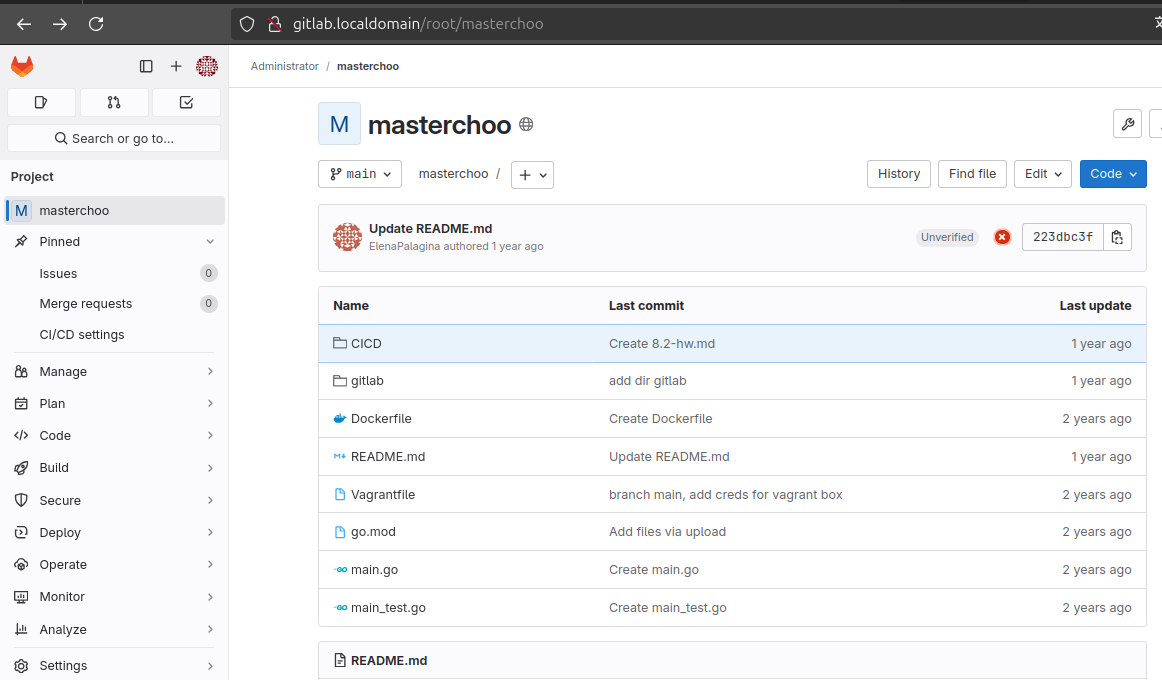 gitlab.localdomain/root/masterchoo
Administrator / masterchoo
Search or go to...
Project
M masterchoo
Pinned
Issues 0
Merge requests 0
CI/CD settings
Manage
Plan
Code
Build
Secure
Deploy
Operate
Monitor
Analyze
Settings
M masterchoo
main masterchoo / + History Find file Edit Code
Update README.md
ElenaPalagina authored 1 year ago
Unverified 223dbc3f
Name Last commit Last update
CICD Create 8.2-hw.md 1 year ago
gitlab add dir gitlab 1 year ago
Dockerfile Create Dockerfile 2 years ago
README.md Update README.md 1 year ago
Vagrantfile branch main, add creds for vagrant box 2 years ago
go.mod Add files via upload 2 years ago
main.go Create main.go 2 years ago
main_test.go Create main_test.go 2 years ago
README.md